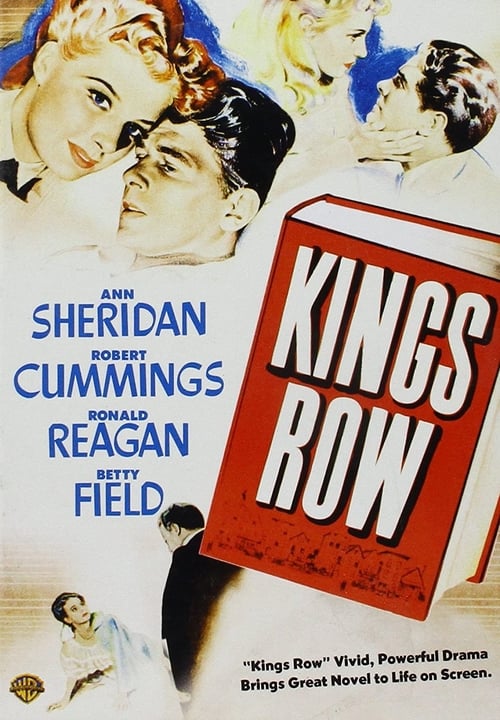 ANN
SHERIDAN
ROBERT
CUMMINGS
RONALD
REAGAN
BETTY
FIELD
KINGS
ROW
"Kings Row" Vivid, Powerful Drama
Brings Great Novel to Life on Screen.
WB